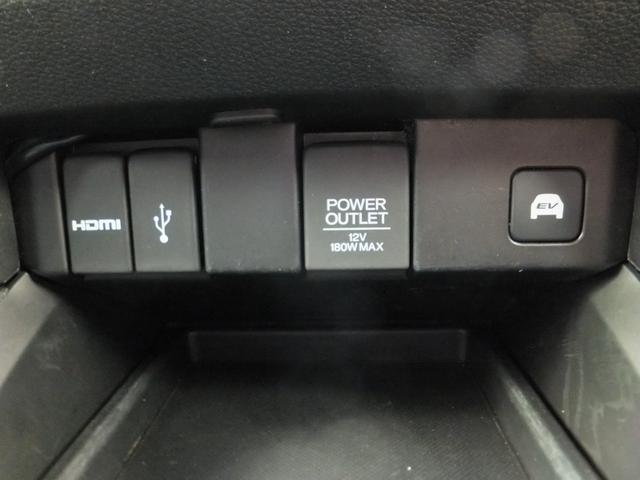 HDMI
POWER
OUTLET
12V
180W MAX
EV